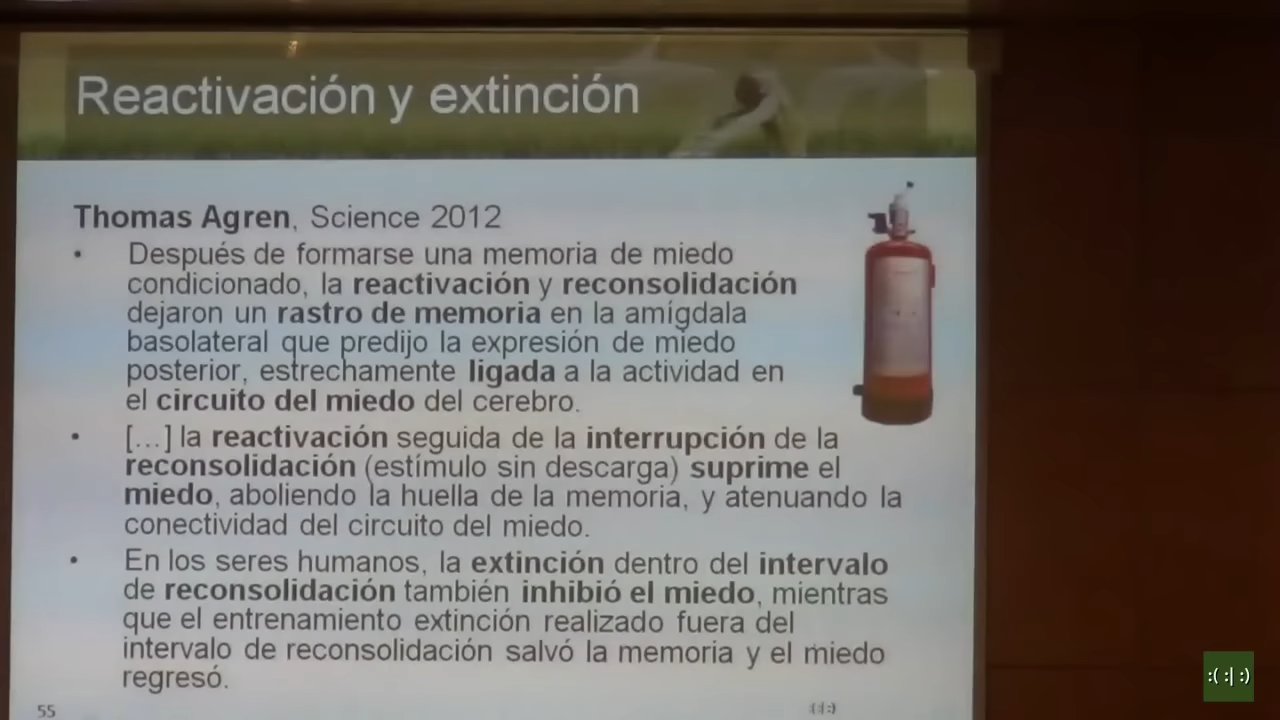 Reactivación y extinción
Thomas Agren, Science 2012
• Después de formarse una memoria de miedo
condicionado, la reactivación y reconsolidación
dejaron un rastro de memoria en la amígdala
basolateral que predijo la expresión de miedo
posterior, estrechamente ligada a la actividad en
el circuito del miedo del cerebro.
• [...] la reactivación seguida de la interrupción de la
reconsolidación (estímulo sin descarga) suprime el
miedo, aboliendo la huella de la memoria, y atenuando la
conectividad del circuito del miedo.
• En los seres humanos, la extinción dentro del intervalo
de reconsolidación también inhibió el miedo, mientras
que el entrenamiento extinción realizado fuera del
intervalo de reconsolidación salvó la memoria y el miedo
regresó.
55
:( :| :)